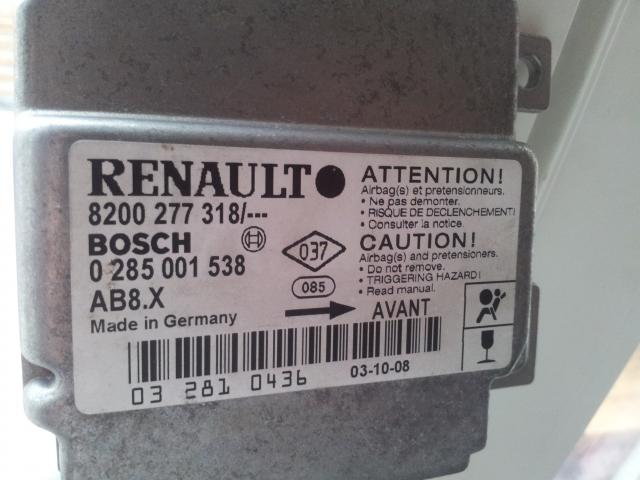 RENAULT
8200 277 318/---
BOSCH
0 285 001 538
AB8.X
Made in Germany
037
085
ATTENTION!
Airbag(s) et pretensionneurs.
• Ne pas demonter.
• RISQUE DE DECLENCHEMENT!
• Consulter la notice.
CAUTION!
Airbag(s) and pretensioners.
• Do not remove.
• TRIGGERING HAZARD!
• Read manual.
AVANT
03 281 0436
03-10-08